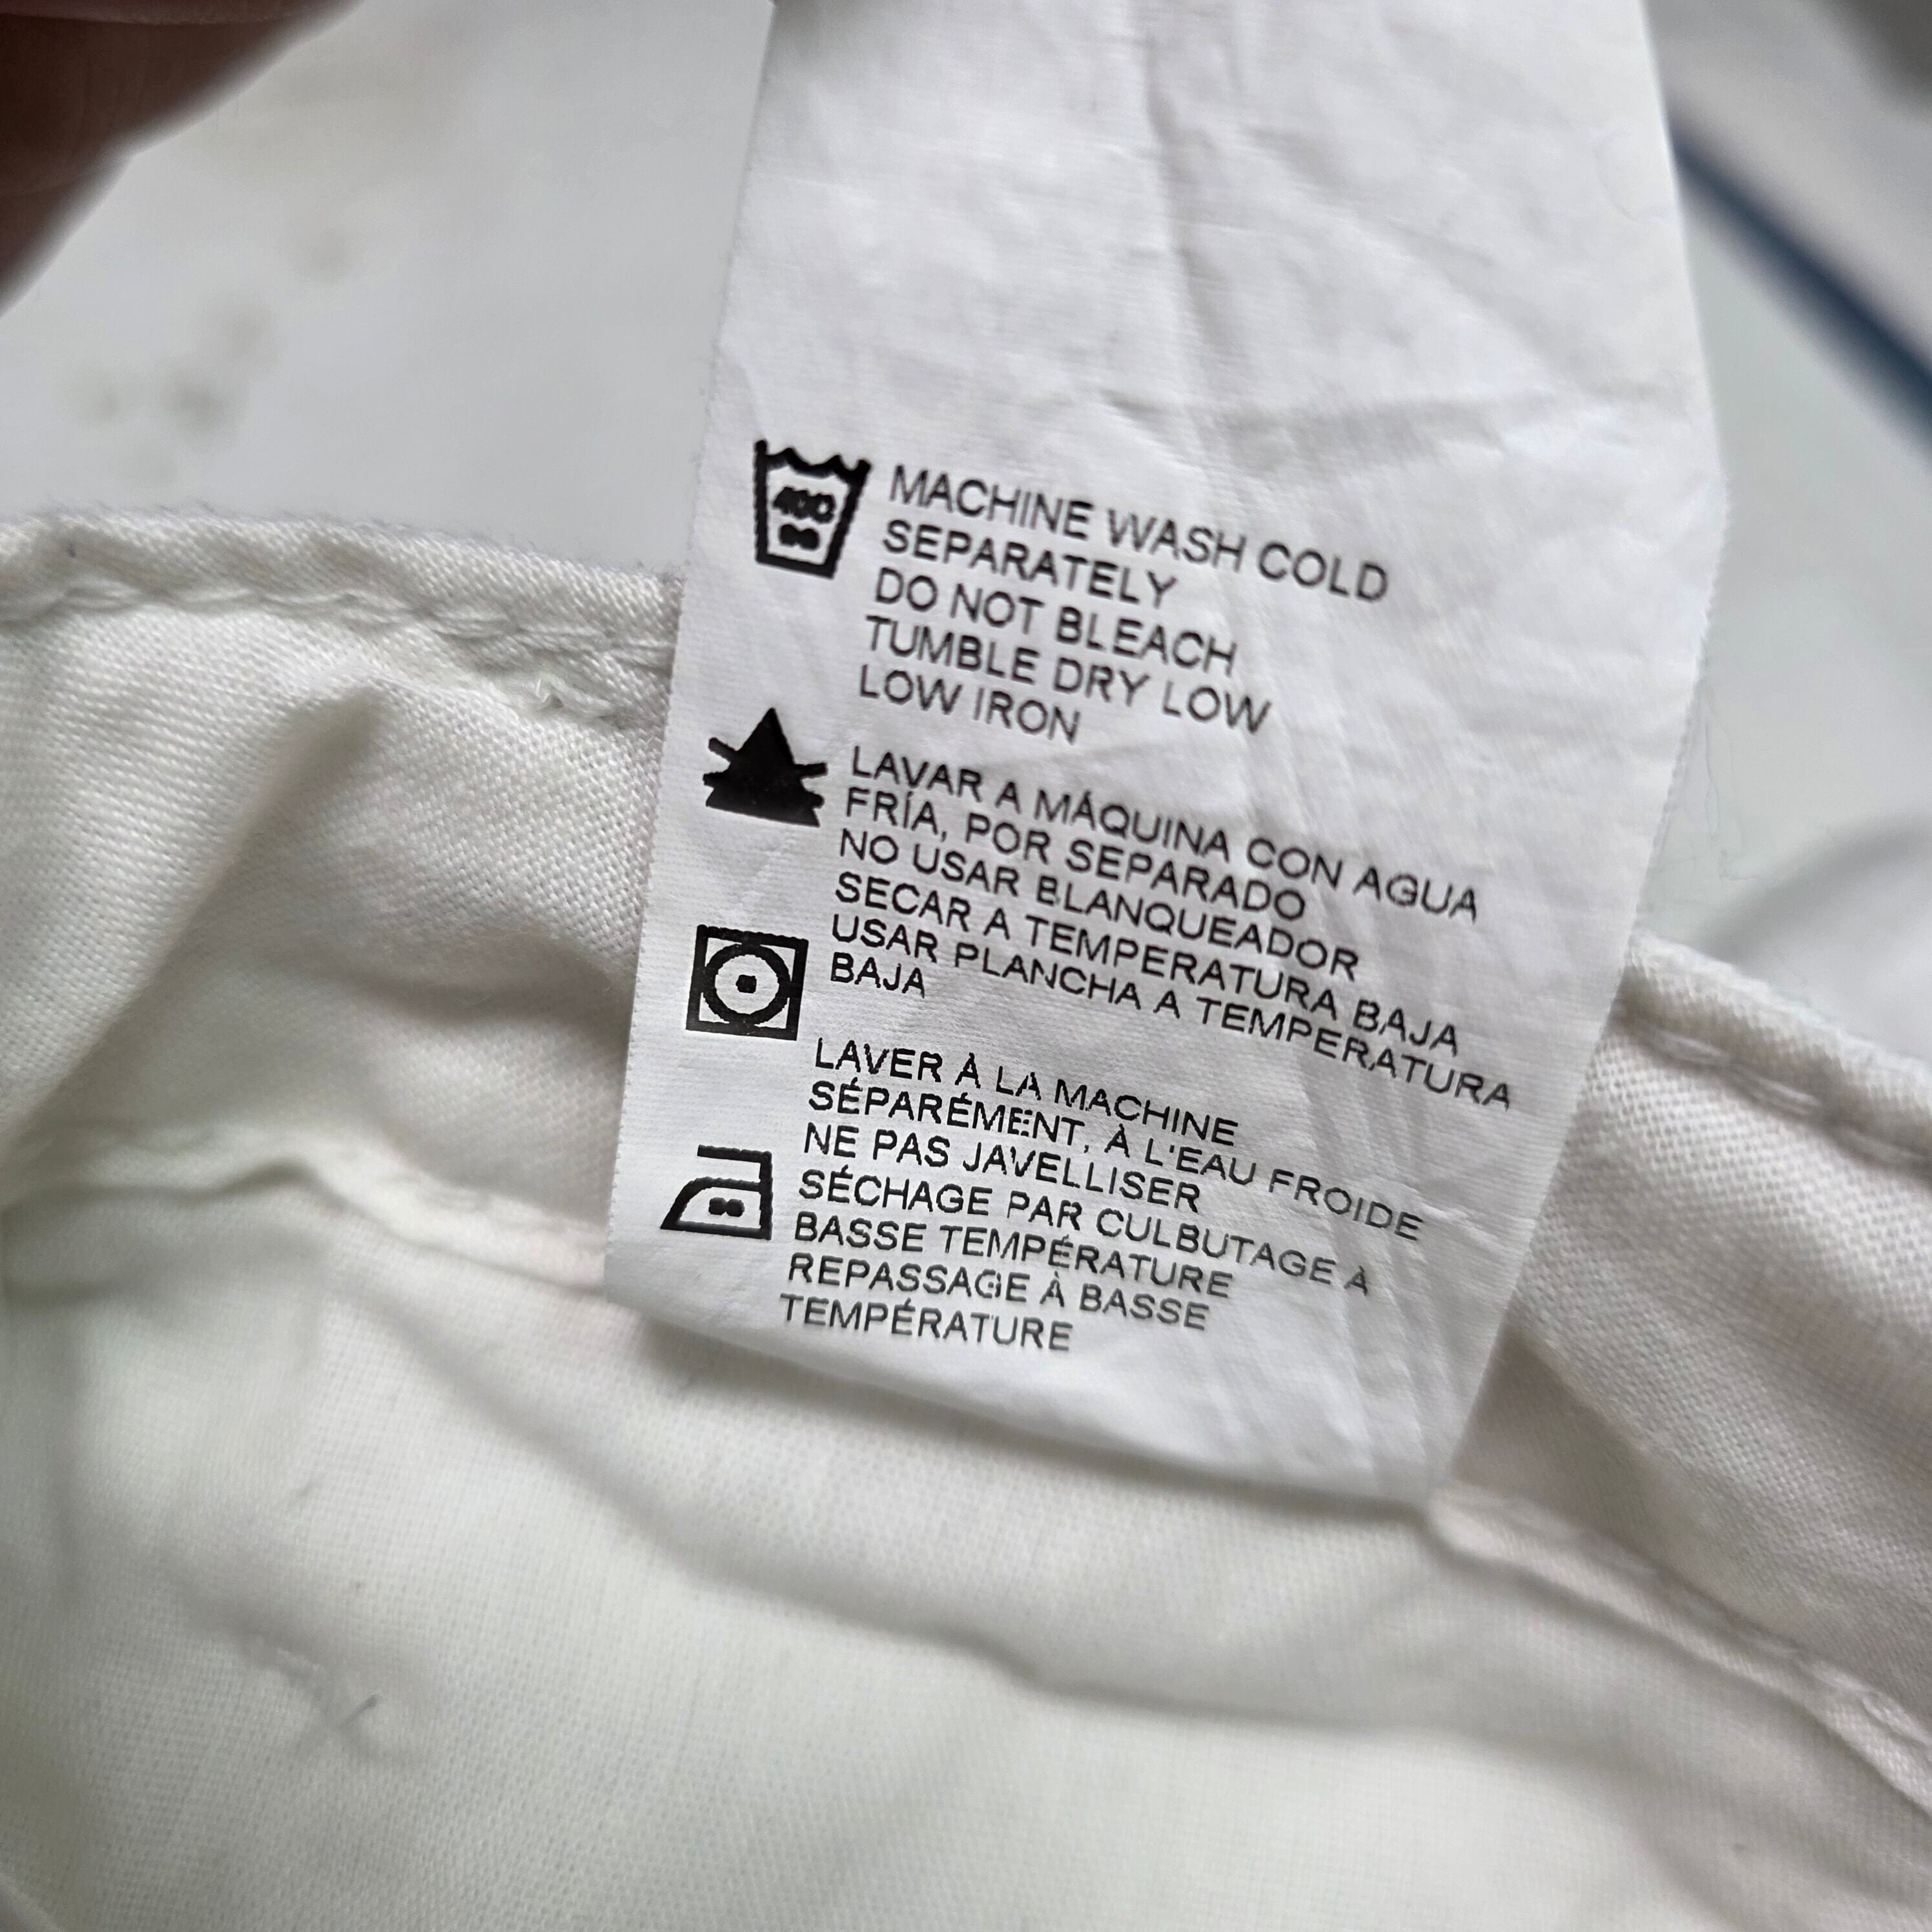 40C
MACHINE WASH COLD
SEPARATELY
DO NOT BLEACH
TUMBLE DRY LOW
LOW IRON
LAVAR A MÁQUINA CON AGUA
FRÍA, POR SEPARADO
NO USAR BLANQUEADOR
SECAR A TEMPERATURA BAJA
USAR PLANCHA A TEMPERATURA
BAJA
LAVER À LA MACHINE
SÉPARÉMENT, À L'EAU FROIDE
NE PAS JAVELLISER
SÉCHAGE PAR CULBUTAGE À
BASSE TEMPÉRATURE
REPASSAGE À BASSE
TEMPÉRATURE